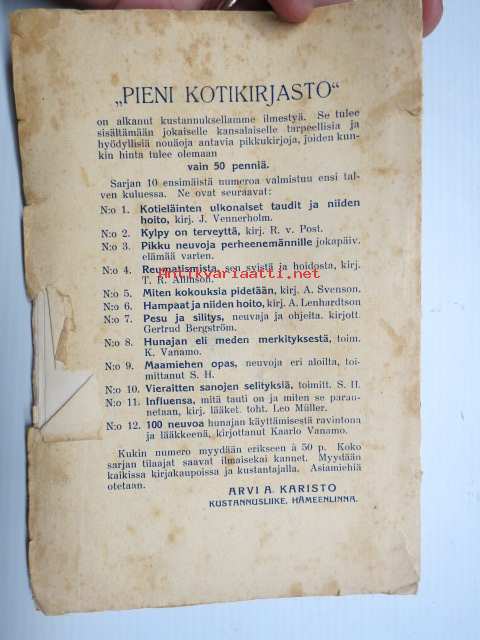 „PIENI KOTIKIRJASTO“
on alkanut kustannuksellamme ilmestyä. Se tulee
sisältämään jokaiselle kansalaiselle tarpeellisia ja
hyödyllisiä nouäoja antavia pikkukirjoja, joiden kun-
kin hinta tulee olemaan
vain 50 penniä.
Sarjan 10 ensimäistä numeroa valmistuu ensi tal-
ven kuluessa. Ne ovat seuraavat:
N:o 1. Kotieläinten ulkonaiset taudit ja niiden
hoito, kirj. J. Vennerholm.
N:o 2. Kylpy on terveyttä, kirj. R. v. Post.
N:o 3. Pikku neuvoja perheenemännille jokapäiv.
elämää varten.
N:o 4. Reumatismista, sen syistä ja hoidosta, kirj.
T. R. Allinson.
Antikvariaatti.net
N:o 5. Miten kokouksia pidetään, kirj. A. Svenson.
N:o 6. Hampaat ja niiden hoito, kirj. A. Lenhardtson
N:o 7. Pesu ja silitys, neuvaja ja ohjeita. kirjott.
Gertrud Bergström.
N:o 8. Hunajan eli meden merkityksestä, toim.
K. Vanamo.
N:o 9. Maamiehen opas, neuvoja eri aloilta, toi-
mittanut S. H.
N:o 10. Vieraitten sanojen selityksiä, toimitt. S. H.
N:o 11. Influensa, mitä tauti on ja miten se paran-
netaan, kirj. lääket. toht. Leo Müller.
N:o 12. 100 neuvoa hunajan käyttämisestä ravintona
ja lääkkeenä, kirjottanut Kaarlo Vanamo.
Kukin numero myydään erikseen à 50 p. Koko
sarjan tilaajat saavat ilmaiseksi kannet. Myydään
kaikissa kirjakaupoissa ja kustantajalla. Asiamiehiä
otetaan.
ARVI A. KARISTO
KUSTANNUSLIIKE, HÄMEENLINNA.